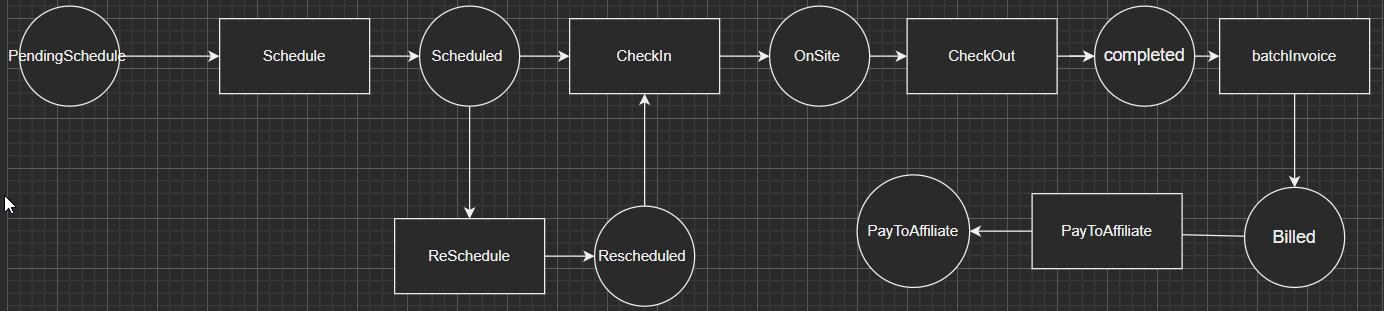 PendingSchedule
Schedule
Scheduled
CheckIn
OnSite
CheckOut
completed
batchInvoice
ReSchedule
Rescheduled
PayToAffiliate
PayToAffiliate
Billed